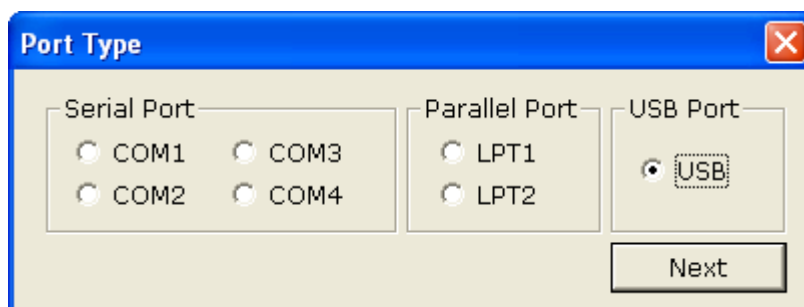 Port Type
Serial Port Parallel Port USB Port
COM1 COM3 LPT1 USB
COM2 COM4 LPT2
Next